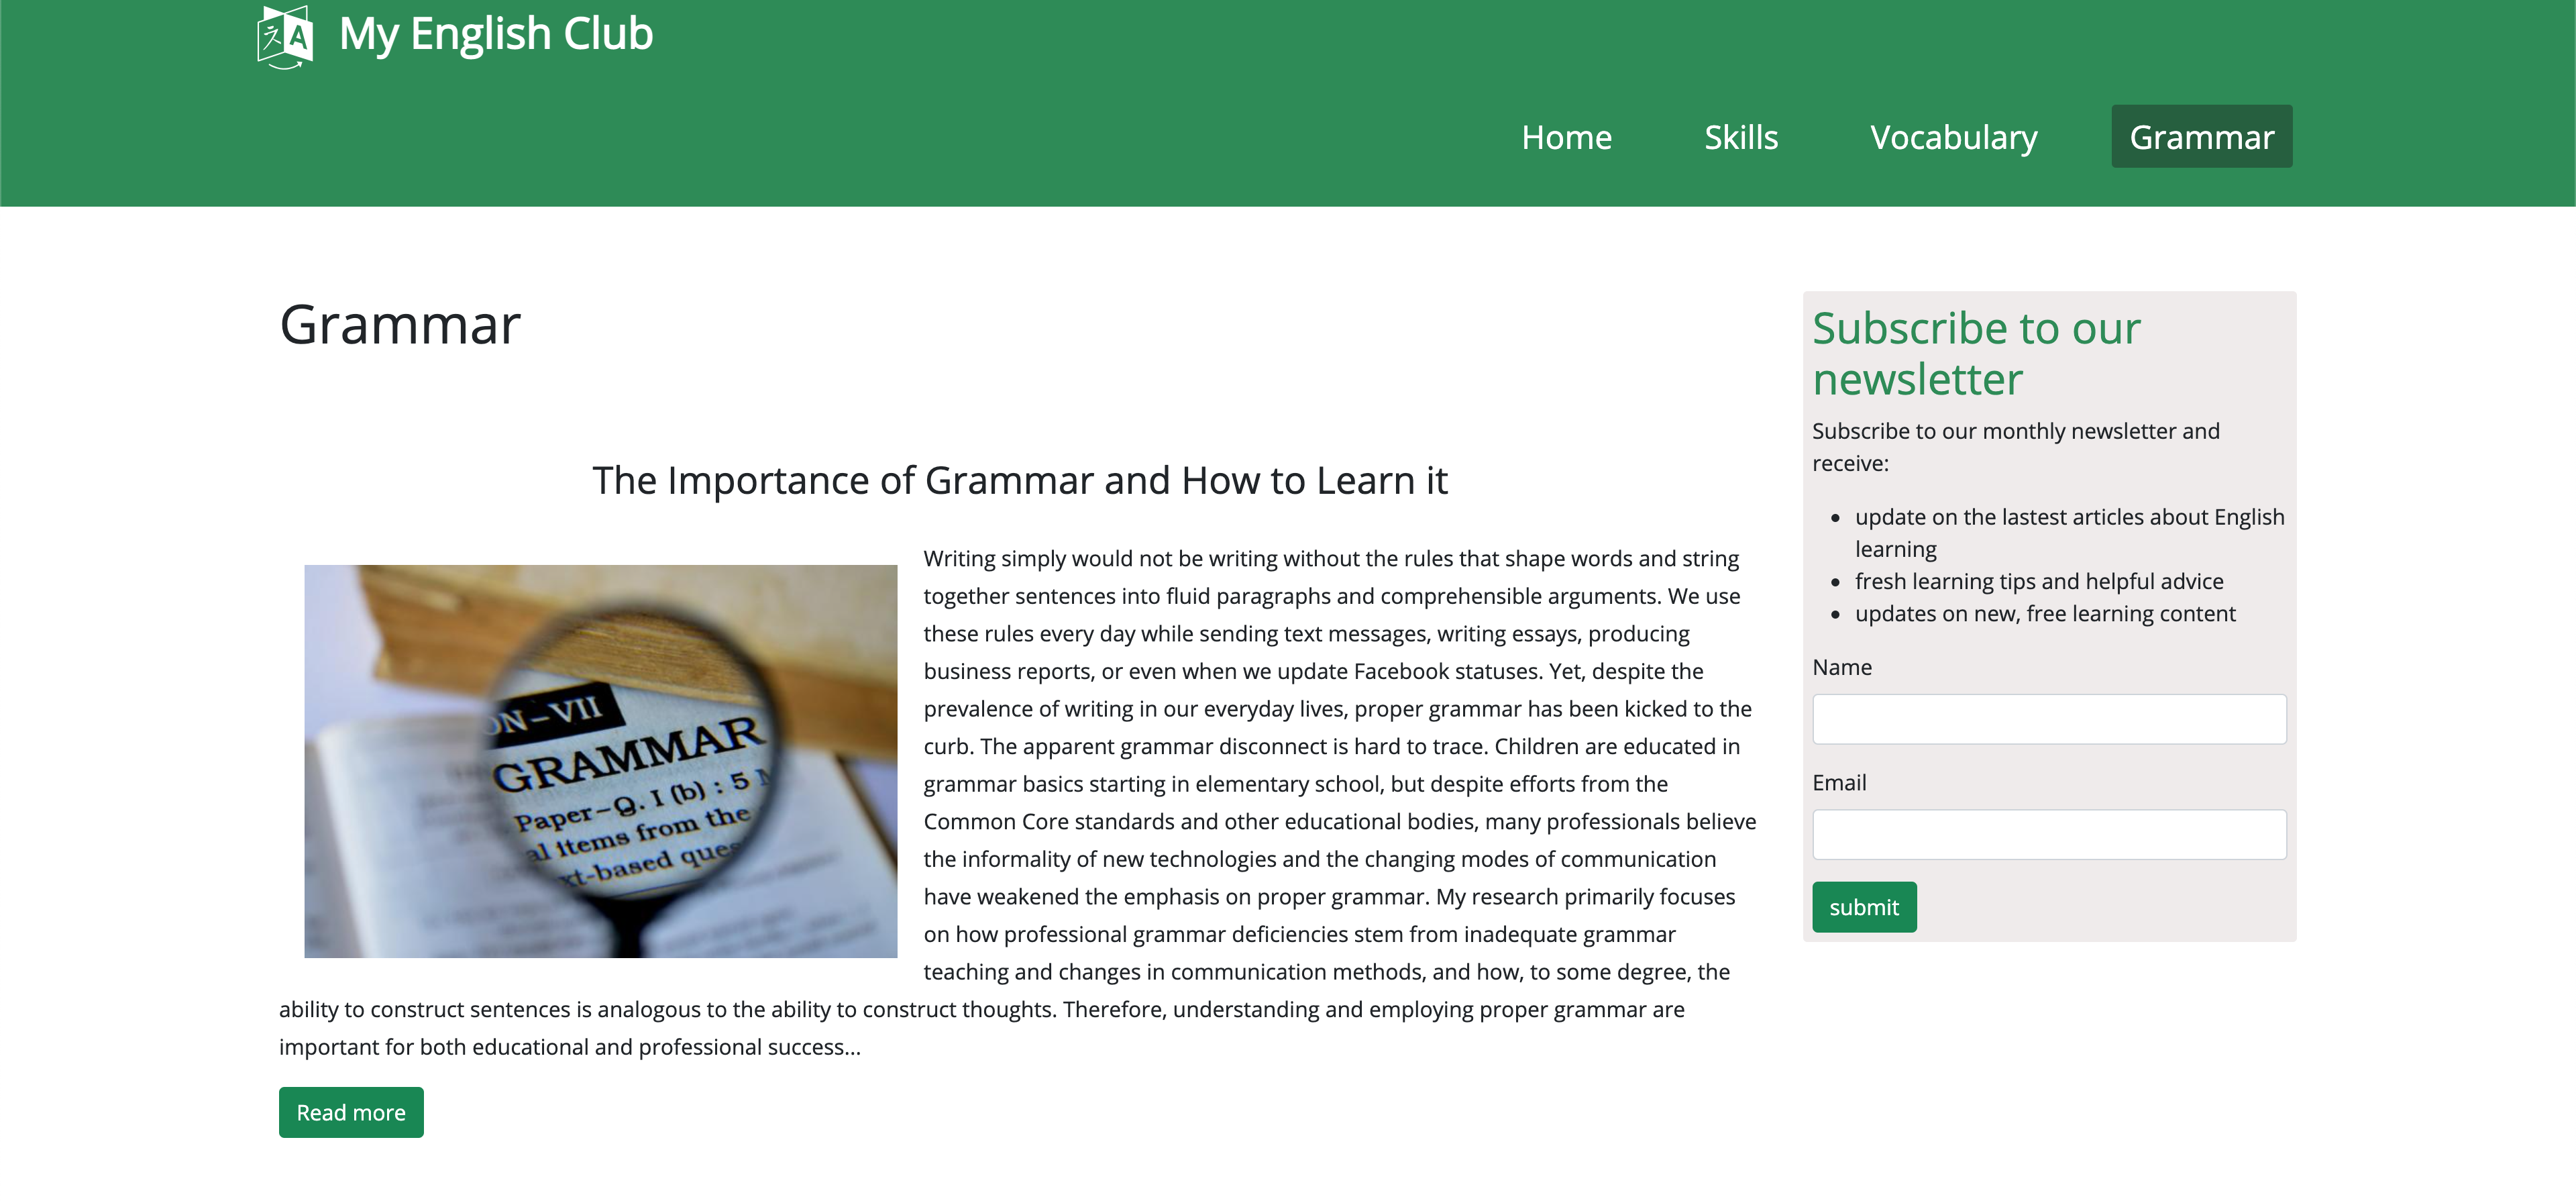 My English Club
Home Skills Vocabulary Grammar
Grammar
The Importance of Grammar and How to Learn it
ON-VII
GRAMMAR
Paper-Q. I (b) : 5
al items from the
xt-based ques
Writing simply would not be writing without the rules that shape words and string
together sentences into fluid paragraphs and comprehensible arguments. We use
these rules every day while sending text messages, writing essays, producing
business reports, or even when we update Facebook statuses. Yet, despite the
prevalence of writing in our everyday lives, proper grammar has been kicked to the
curb. The apparent grammar disconnect is hard to trace. Children are educated in
grammar basics starting in elementary school, but despite efforts from the
Common Core standards and other educational bodies, many professionals believe
the informality of new technologies and the changing modes of communication
have weakened the emphasis on proper grammar. My research primarily focuses
on how professional grammar deficiencies stem from inadequate grammar
teaching and changes in communication methods, and how, to some degree, the
ability to construct sentences is analogous to the ability to construct thoughts. Therefore, understanding and employing proper grammar are
important for both educational and professional success...
Read more
Subscribe to our
newsletter
Subscribe to our monthly newsletter and
receive:
update on the lastest articles about English
learning
fresh learning tips and helpful advice
updates on new, free learning content
Name
Email
submit